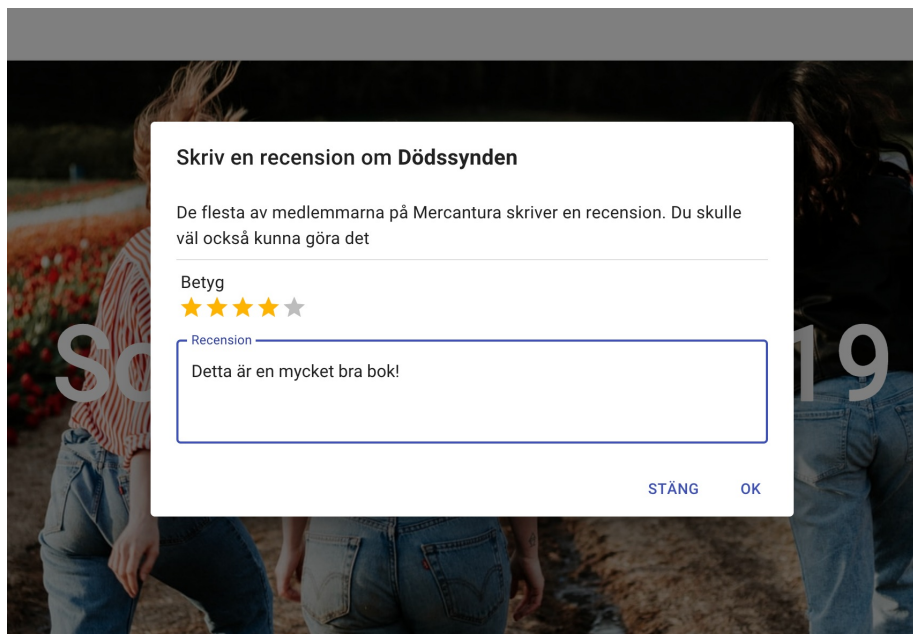 Skriv en recension om Dödssynden
De flesta av medlemmarna på Mercantura skriver en recension. Du skulle
väl också kunna göra det
Betyg
Recension
Detta är en mycket bra bok!
19
STÄNG OK